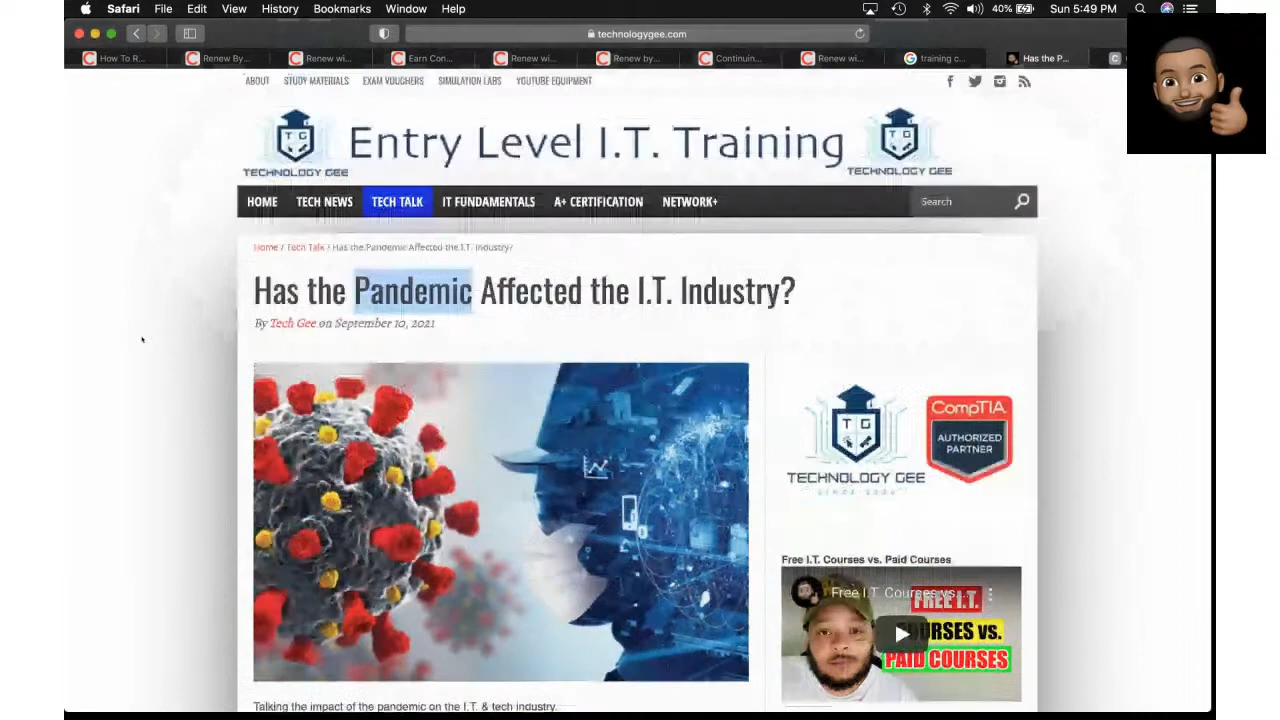 Safari File Edit View History Bookmarks Window Help 40% Sun 5:49 PM
technologygee.com
How To R... Renew By... Renew wi... Earn Con... Renew wi... Renew by... Continuin... Renew wi... training c... Has the P...
ABOUT STUDY MATERIALS EXAM VOUCHERS SIMULATION LABS YOUTUBE EQUIPMENT
TG TECHNOLOGY GEE Entry Level I.T. Training TG TECHNOLOGY GEE
HOME TECH NEWS TECH TALK IT FUNDAMENTALS A+ CERTIFICATION NETWORK+ Search
Home / Tech Talk / Has the Pandemic Affected the I.T. Industry?
Has the Pandemic Affected the I.T. Industry?
By Tech Gee on September 10, 2021
TG TECHNOLOGY GEE
CompTIA
AUTHORIZED
PARTNER
Free I.T. Courses vs. Paid Courses
Free I.T. Courses vs...
FREE I.T.
COURSES vs.
PAID COURSES
Talking the impact of the pandemic on the I.T. & tech industry.